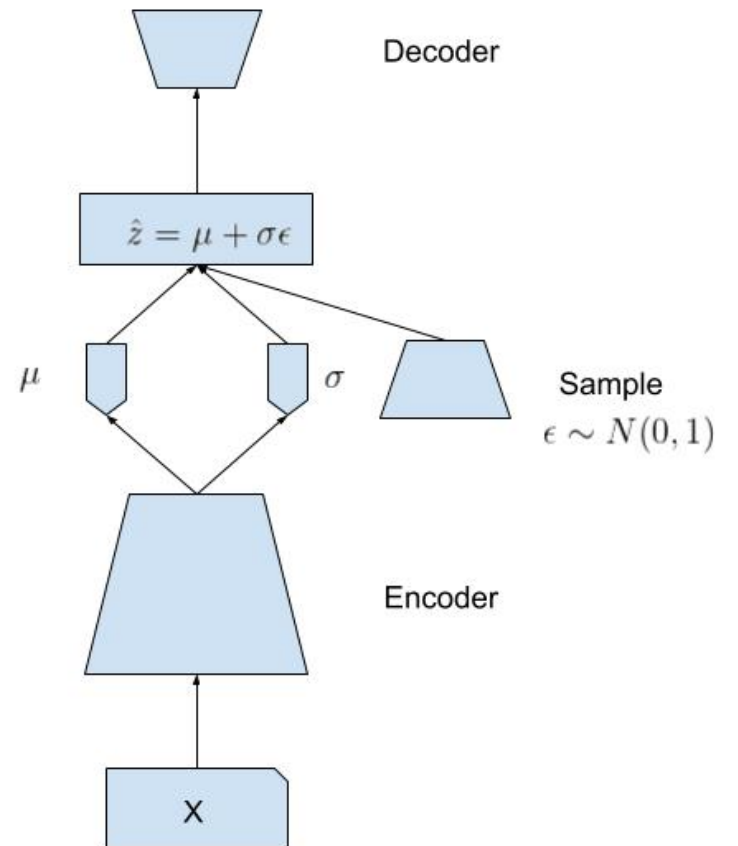 Decoder
ẑ = μ + σϵ
μ
σ
Sample
ϵ ∼ N(0, 1)
Encoder
X